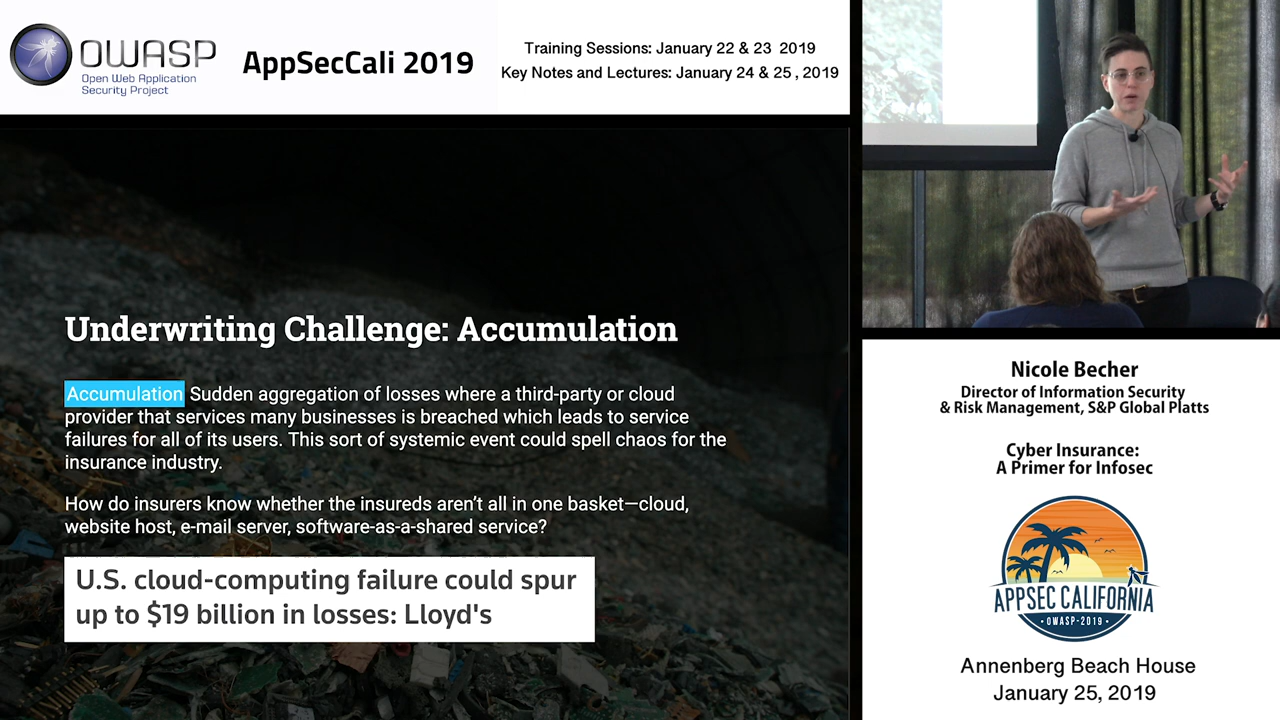 OWASP
Open Web Application
Security Project
AppSecCali 2019
Training Sessions: January 22 & 23 2019
Key Notes and Lectures: January 24 & 25 , 2019
Underwriting Challenge: Accumulation
Accumulation Sudden aggregation of losses where a third-party or cloud
provider that services many businesses is breached which leads to service
failures for all of its users. This sort of systemic event could spell chaos for the
insurance industry.
How do insurers know whether the insureds aren't all in one basket—cloud,
website host, e-mail server, software-as-a-shared service?
U.S. cloud-computing failure could spur
up to $19 billion in losses: Lloyd's
Nicole Becher
Director of Information Security
& Risk Management, S&P Global Platts
Cyber Insurance:
A Primer for Infosec
APPSEC CALIFORNIA
• OWASP-2019 •
Annenberg Beach House
January 25, 2019